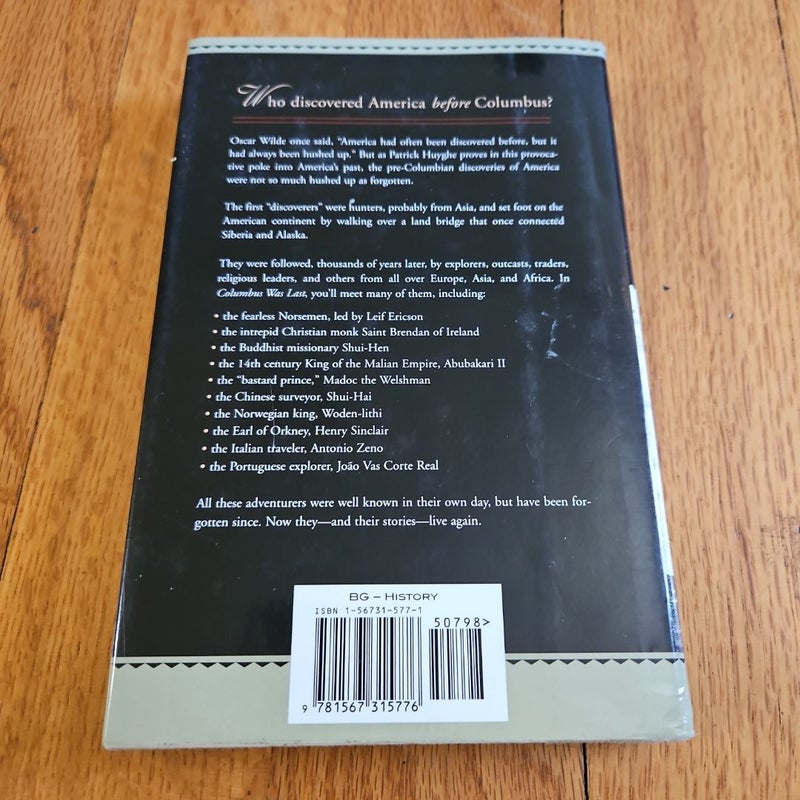 Who discovered America before Columbus?
Oscar Wilde once said, “America had often been discovered before, but it
had always been hushed up.” But as Patrick Huyghe proves in this provoca-
tive poke into America’s past, the pre-Columbian discoveries of America
were not so much hushed up as forgotten.
The first “discoverers” were hunters, probably from Asia, and set foot on the
American continent by walking over a land bridge that once connected
Siberia and Alaska.
They were followed, thousands of years later, by explorers, outcasts, traders,
religious leaders, and others from all over Europe, Asia, and Africa. In
Columbus Was Last, you’ll meet many of them, including:
• the fearless Norsemen, led by Leif Ericson
• the intrepid Christian monk Saint Brendan of Ireland
• the Buddhist missionary Shui-Hen
• the 14th century King of the Malian Empire, Abubakari II
• the “bastard prince,” Madoc the Welshman
• the Chinese surveyor, Shui-Hai
• the Norwegian king, Woden-lithi
• the Earl of Orkney, Henry Sinclair
• the Italian traveler, Antonio Zeno
• the Portuguese explorer, João Vas Corte Real
All these adventurers were well known in their own day, but have been for-
gotten since. Now they—and their stories—live again.
BG – History
ISBN 1-56731-577-1
50798>
9 781567 315776